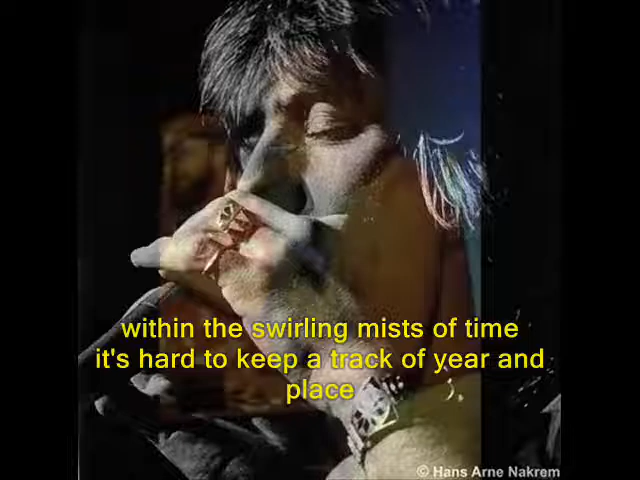 within the swirling mists of time
it's hard to keep a track of year and
place
© Hans Arne Nakrem